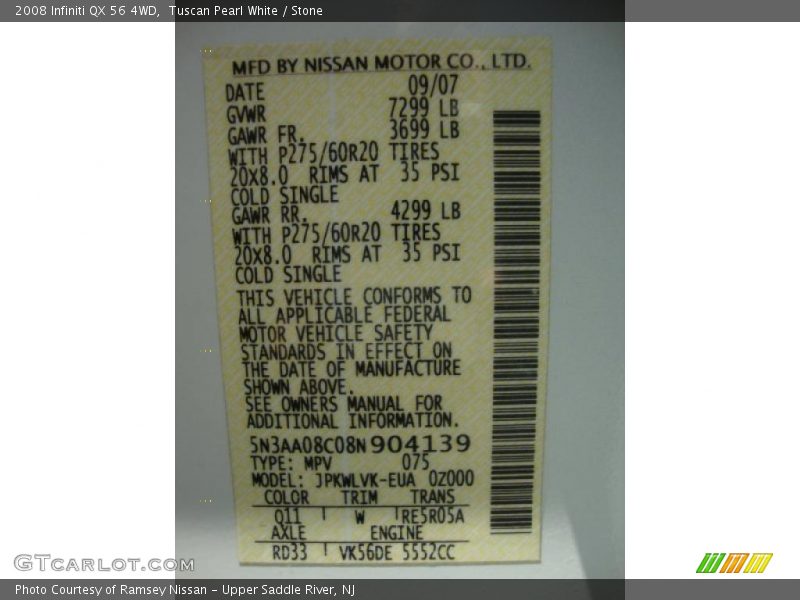 2008 Infiniti QX 56 4WD,  Tuscan Pearl White / Stone
MFD BY NISSAN MOTOR CO., LTD.
DATE 09/07
GVWR 7299 LB
GAWR FR. 3699 LB
WITH P275/60R20 TIRES
20X8.0 RIMS AT 35 PSI
COLD SINGLE
GAWR RR. 4299 LB
WITH P275/60R20 TIRES
20X8.0 RIMS AT 35 PSI
COLD SINGLE
THIS VEHICLE CONFORMS TO
ALL APPLICABLE FEDERAL
MOTOR VEHICLE SAFETY
STANDARDS IN EFFECT ON
THE DATE OF MANUFACTURE
SHOWN ABOVE.
SEE OWNERS MANUAL FOR
ADDITIONAL INFORMATION.
5N3AA08C08N904139
TYPE: MPV 075
MODEL: JPKWLVK-EUA 0Z000
COLOR TRIM TRANS
Q11 W RE5R05A
AXLE ENGINE
RD33 VK56DE 5552CC
GTCarLot.com
Photo Courtesy of Ramsey Nissan - Upper Saddle River, NJ